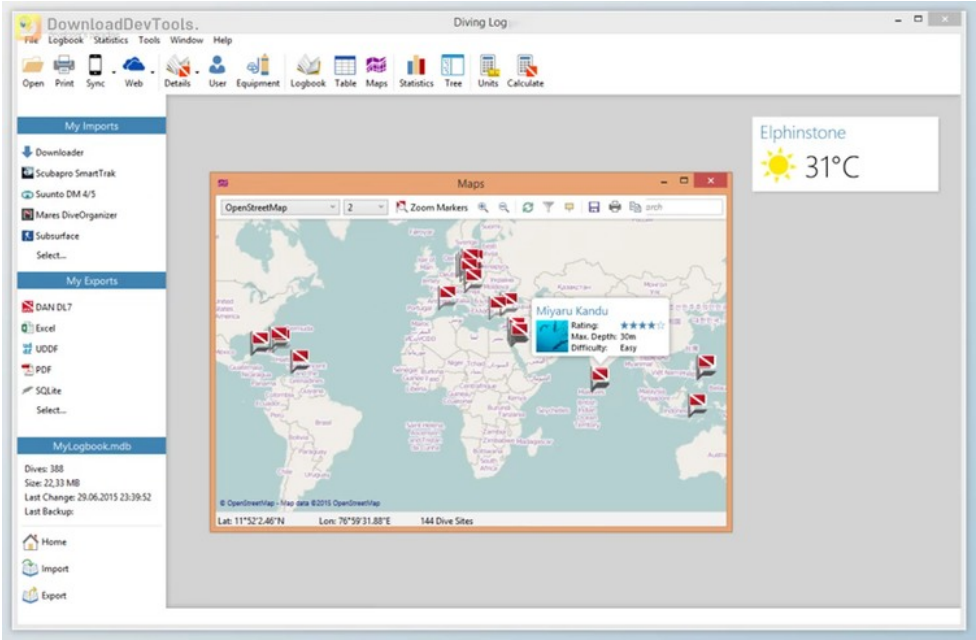 DownloadDevTools.
Diving Log
File Logbook Statistics Tools Window Help
Open Print Sync Web Details User Equipment Logbook Table Maps Statistics Tree Units Calculate
My Imports
Downloader
Scubapro SmartTrak
Suunto DM 4/5
Mares DiveOrganizer
Subsurface
Select...
My Exports
DAN DL7
Excel
UDDF
PDF
SQLite
Select...
MyLogbook.mdb
Dives: 388
Size: 22,33 MB
Last Change: 29.06.2015 23:39:52
Last Backup:
Home
Import
Export
Elphinstone
31°C
Maps
OpenStreetMap 2 Zoom Markers
Miyaru Kandu
Rating: ★★★★☆
Max. Depth: 30m
Difficulty: Easy
Brasil
Bolivia
Paraguay
Uruguay
© OpenStreetMap - Map data ©2015 OpenStreetMap
Lat: 11°52'2.46"N Lon: 76°59'31.88"E 144 Dive Sites